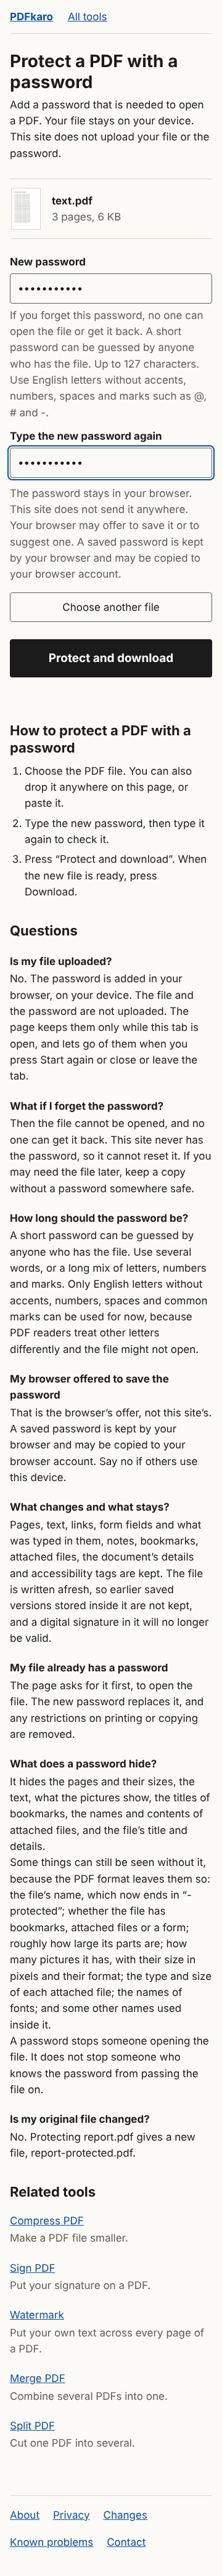 PDFkaro All tools
Protect a PDF with a
password
Add a password that is needed to open
a PDF. Your file stays on your device.
This site does not upload your file or the
password.
text.pdf
3 pages, 6 KB
New password
•••••••••••
If you forget this password, no one can
open the file or get it back. A short
password can be guessed by anyone
who has the file. Up to 127 characters.
Use English letters without accents,
numbers, spaces and marks such as @,
# and -.
Type the new password again
•••••••••••
The password stays in your browser.
This site does not send it anywhere.
Your browser may offer to save it or to
suggest one. A saved password is kept
by your browser and may be copied to
your browser account.
Choose another file
Protect and download
How to protect a PDF with a
password
1. Choose the PDF file. You can also
drop it anywhere on this page, or
paste it.
2. Type the new password, then type it
again to check it.
3. Press “Protect and download”. When
the new file is ready, press
Download.
Questions
Is my file uploaded?
No. The password is added in your
browser, on your device. The file and
the password are not uploaded. The
page keeps them only while this tab is
open, and lets go of them when you
press Start again or close or leave the
tab.
What if I forget the password?
Then the file cannot be opened, and no
one can get it back. This site never has
the password, so it cannot reset it. If you
may need the file later, keep a copy
without a password somewhere safe.
How long should the password be?
A short password can be guessed by
anyone who has the file. Use several
words, or a long mix of letters, numbers
and marks. Only English letters without
accents, numbers, spaces and common
marks can be used for now, because
PDF readers treat other letters
differently and the file might not open.
My browser offered to save the
password
That is the browser’s offer, not this site’s.
A saved password is kept by your
browser and may be copied to your
browser account. Say no if others use
this device.
What changes and what stays?
Pages, text, links, form fields and what
was typed in them, notes, bookmarks,
attached files, the document’s details
and accessibility tags are kept. The file
is written afresh, so earlier saved
versions stored inside it are not kept,
and a digital signature in it will no longer
be valid.
My file already has a password
The page asks for it first, to open the
file. The new password replaces it, and
any restrictions on printing or copying
are removed.
What does a password hide?
It hides the pages and their sizes, the
text, what the pictures show, the titles of
bookmarks, the names and contents of
attached files, and the file’s title and
details.
Some things can still be seen without it,
because the PDF format leaves them so:
the file’s name, which now ends in “-
protected”; whether the file has
bookmarks, attached files or a form;
roughly how large its parts are; how
many pictures it has, with their size in
pixels and their format; the type and size
of each attached file; the names of
fonts; and some other names used
inside it.
A password stops someone opening the
file. It does not stop someone who
knows the password from passing the
file on.
Is my original file changed?
No. Protecting report.pdf gives a new
file, report-protected.pdf.
Related tools
Compress PDF
Make a PDF file smaller.
Sign PDF
Put your signature on a PDF.
Watermark
Put your own text across every page of
a PDF.
Merge PDF
Combine several PDFs into one.
Split PDF
Cut one PDF into several.
About Privacy Changes
Known problems Contact